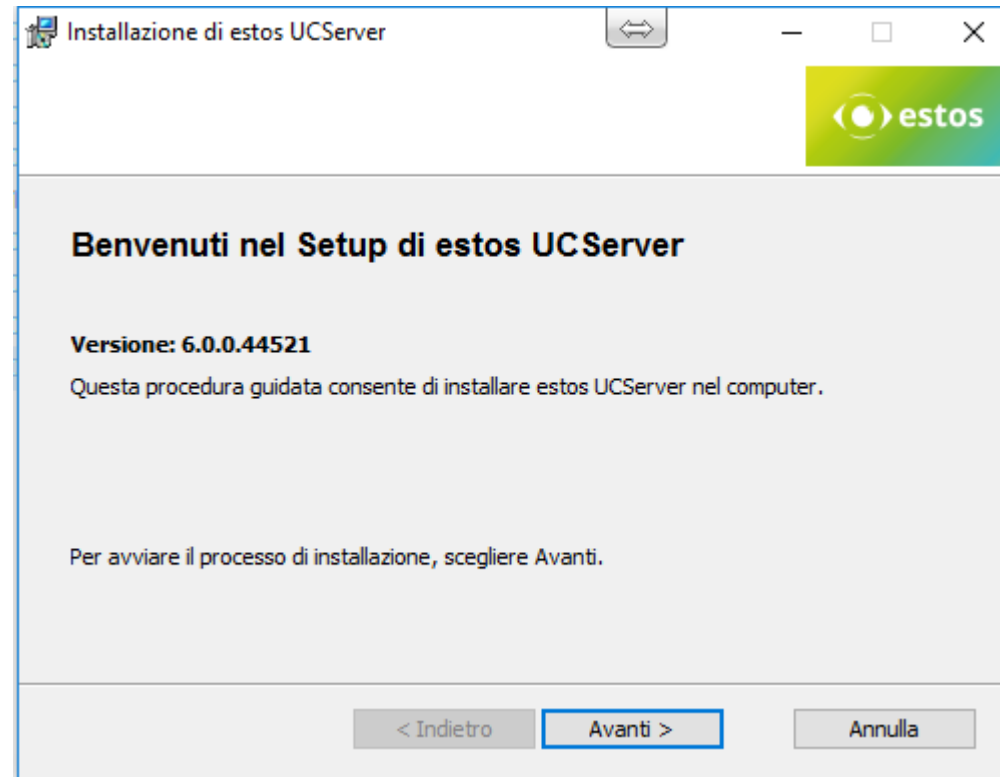 Installazione di estos UCServer
estos
Benvenuti nel Setup di estos UCServer
Versione: 6.0.0.44521
Questa procedura guidata consente di installare estos UCServer nel computer.
Per avviare il processo di installazione, scegliere Avanti.
< Indietro
Avanti >
Annulla